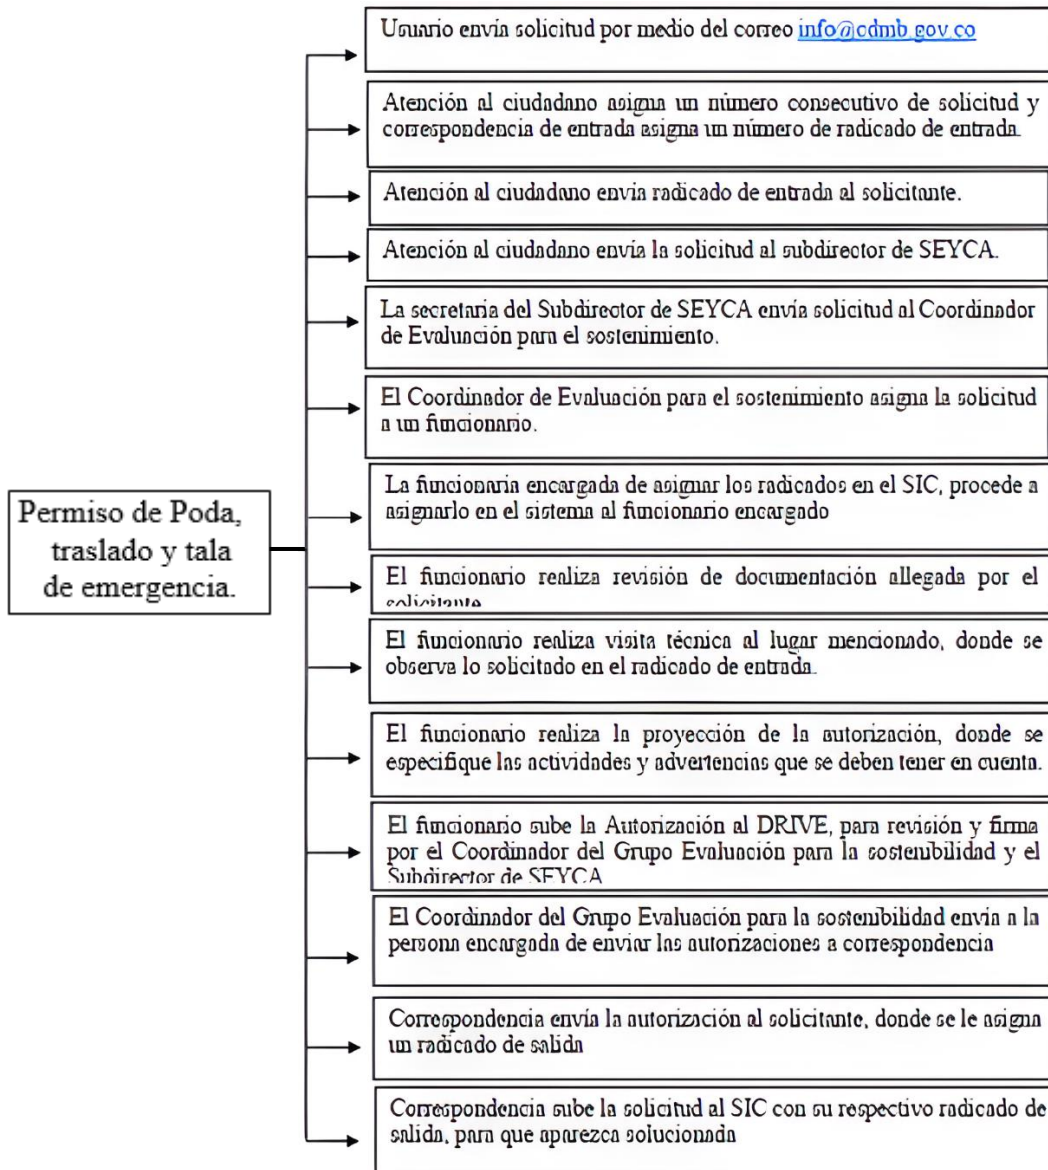 Usuario envía solicitud por medio del correo info@cdmb.gov.co
Atención al ciudadano asigna un número consecutivo de solicitud y
correspondencia de entrada asigna un número de radicado de entrada.
Atención al ciudadano envía radicado de entrada al solicitante.
Atención al ciudadano envía la solicitud al subdirector de SEYCA.
La secretaria del Subdirector de SEYCA envía solicitud al Coordinador
de Evaluación para el sostenimiento.
El Coordinador de Evaluación para el sostenimiento asigna la solicitud
a un funcionario.
La funcionaria encargada de asignar los radicados en el SIC, procede a
asignarlo en el sistema al funcionario encargado
Permiso de Poda,
traslado y tala
de emergencia.
El funcionario realiza revisión de documentación allegada por el
solicitante
El funcionario realiza visita técnica al lugar mencionado, donde se
observa lo solicitado en el radicado de entrada.
El funcionario realiza la proyección de la autorización, donde se
especifique las actividades y advertencias que se deben tener en cuenta.
El funcionario sube la Autorización al DRIVE, para revisión y firma
por el Coordinador del Grupo Evaluación para la sostenibilidad y el
Subdirector de SEYCA
El Coordinador del Grupo Evaluación para la sostenibilidad envía a la
persona encargada de enviar las autorizaciones a correspondencia
Correspondencia envía la autorización al solicitante, donde se le asigna
un radicado de salida
Correspondencia sube la solicitud al SIC con su respectivo radicado de
salida, para que aparezca solucionada